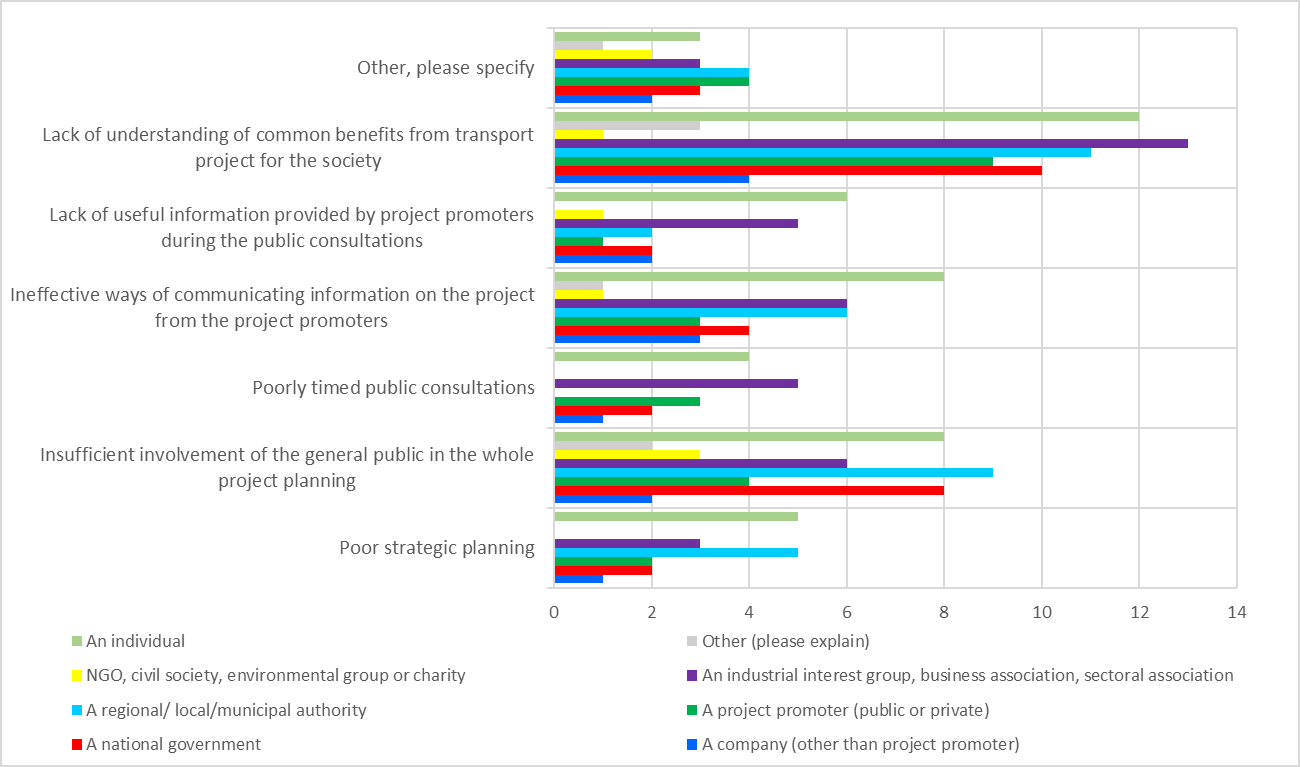 Other, please specify
Lack of understanding of common benefits from transport
project for the society
Lack of useful information provided by project promoters
during the public consultations
Ineffective ways of communicating information on the project
from the project promoters
Poorly timed public consultations
Insufficient involvement of the general public in the whole
project planning
Poor strategic planning
0 2 4 6 8 10 12 14
An individual
Other (please explain)
NGO, civil society, environmental group or charity
An industrial interest group, business association, sectoral association
A regional/ local/municipal authority
A project promoter (public or private)
A national government
A company (other than project promoter)